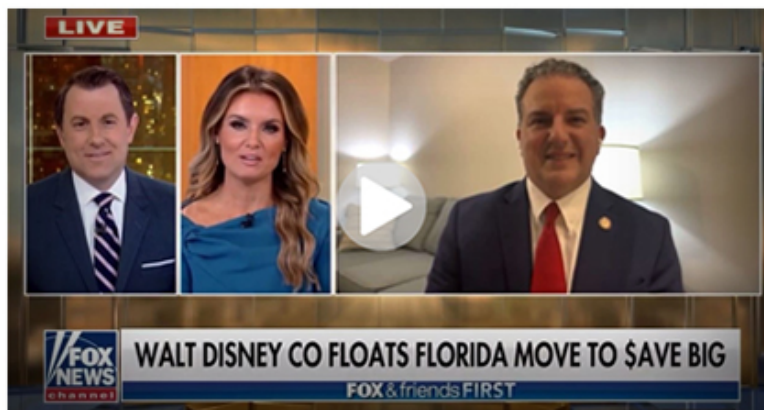 LIVE
FOX
NEWS
channel
WALT DISNEY CO FLOATS FLORIDA MOVE TO $AVE BIG
FOX & friends FIRST